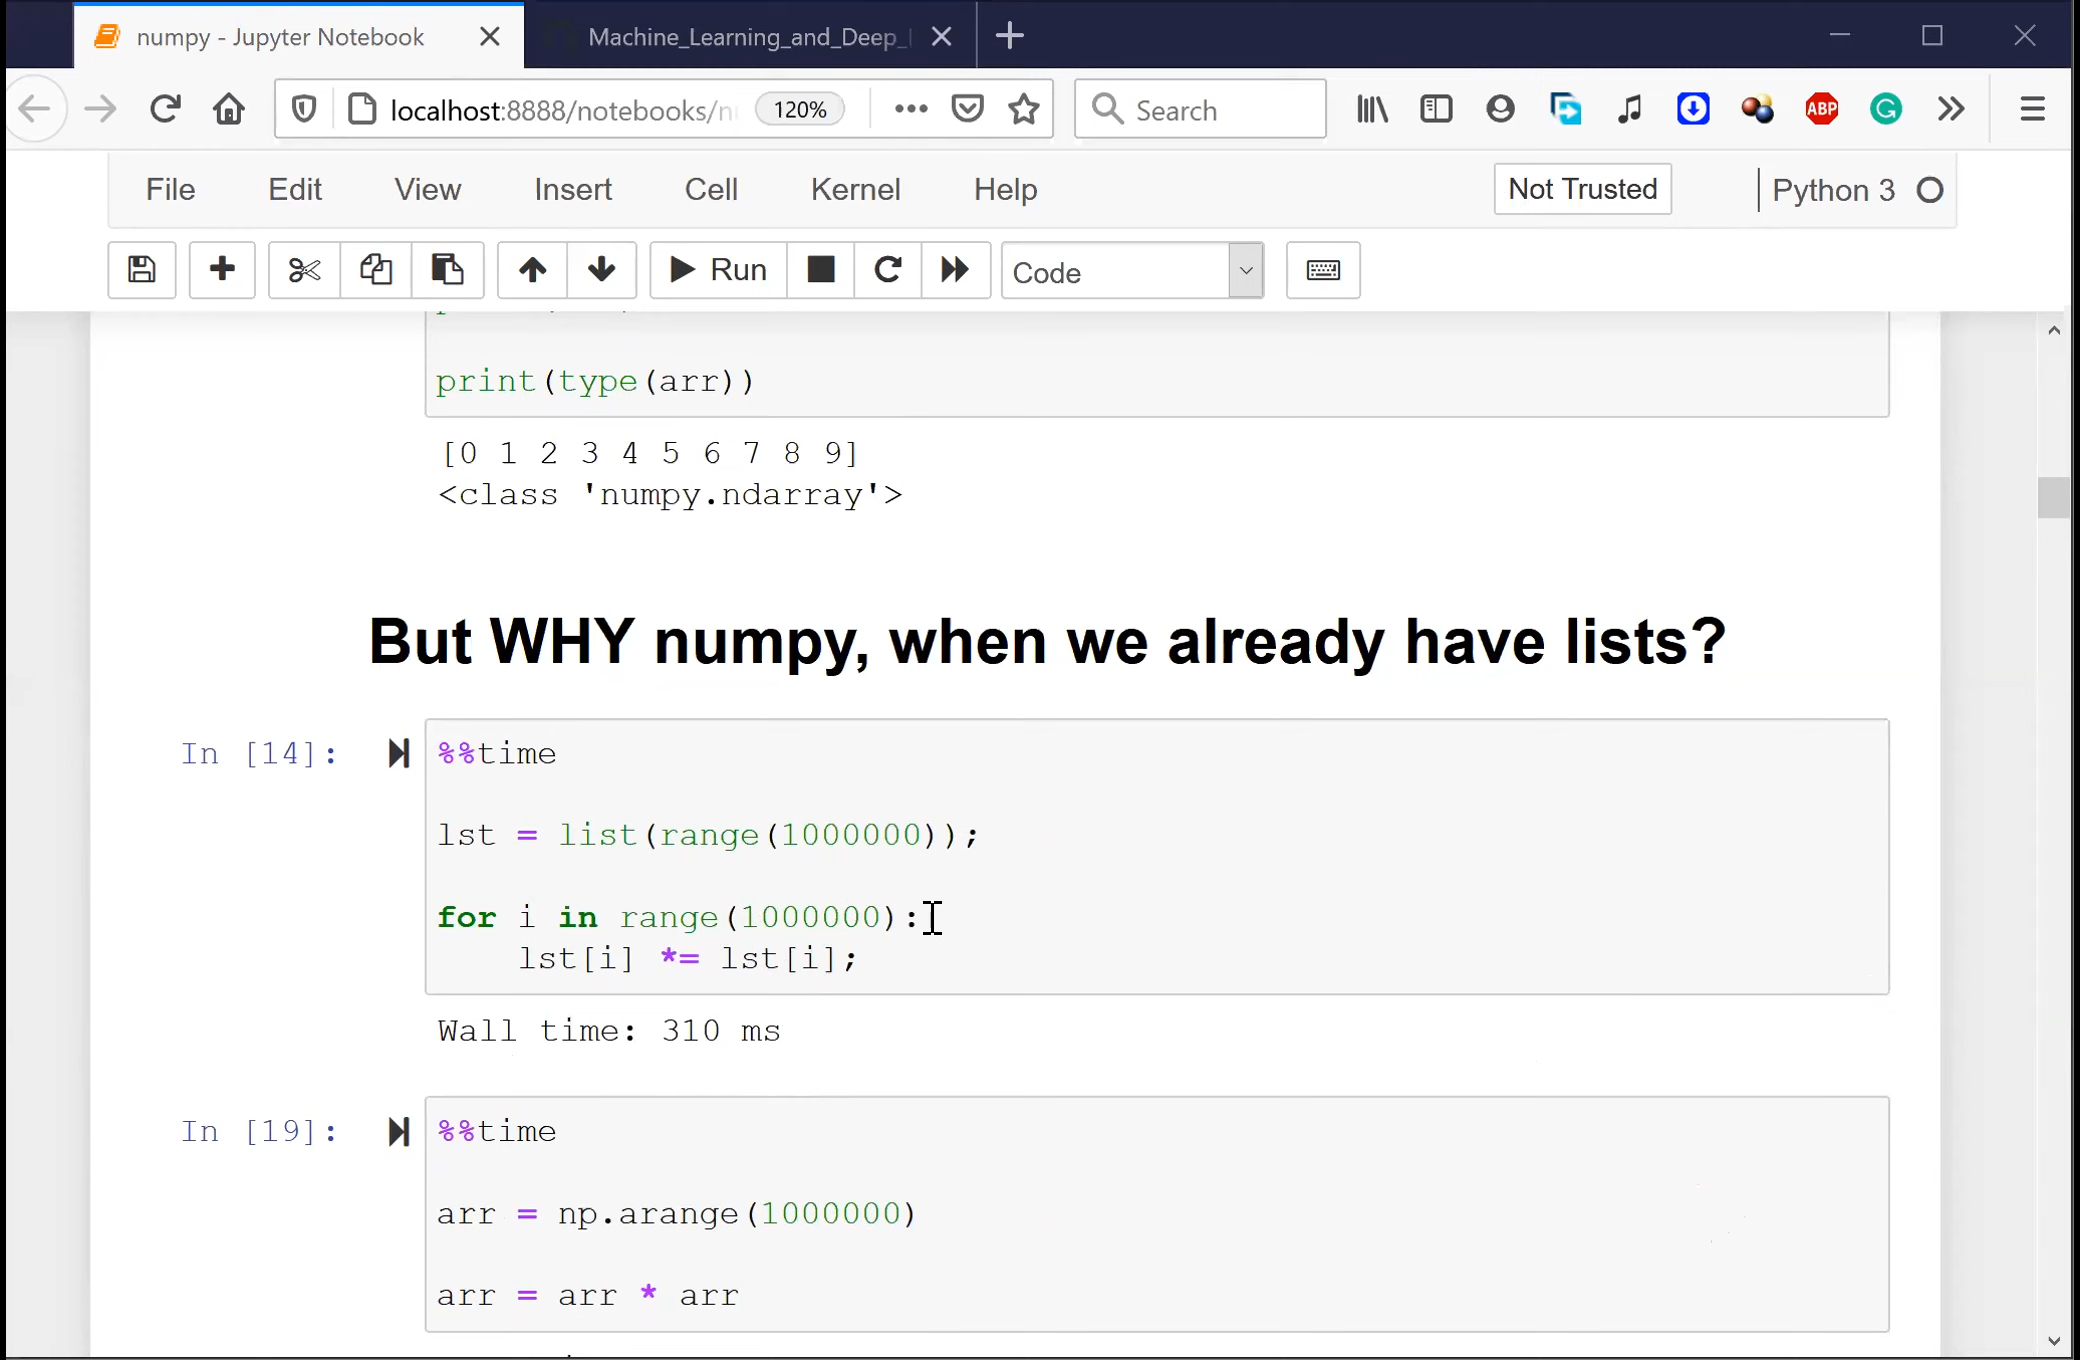 numpy - Jupyter Notebook
Machine_Learning_and_Deep_
localhost:8888/notebooks/n
120%
Search
ABP
File Edit View Insert Cell Kernel Help
Not Trusted
Python 3
Run
Code
print(type(arr))
[0 1 2 3 4 5 6 7 8 9]
<class 'numpy.ndarray'>
But WHY numpy, when we already have lists?
In [14]:
%%time
lst = list(range(1000000));
for i in range(1000000):
lst[i] *= lst[i];
Wall time: 310 ms
In [19]:
%%time
arr = np.arange(1000000)
arr = arr * arr